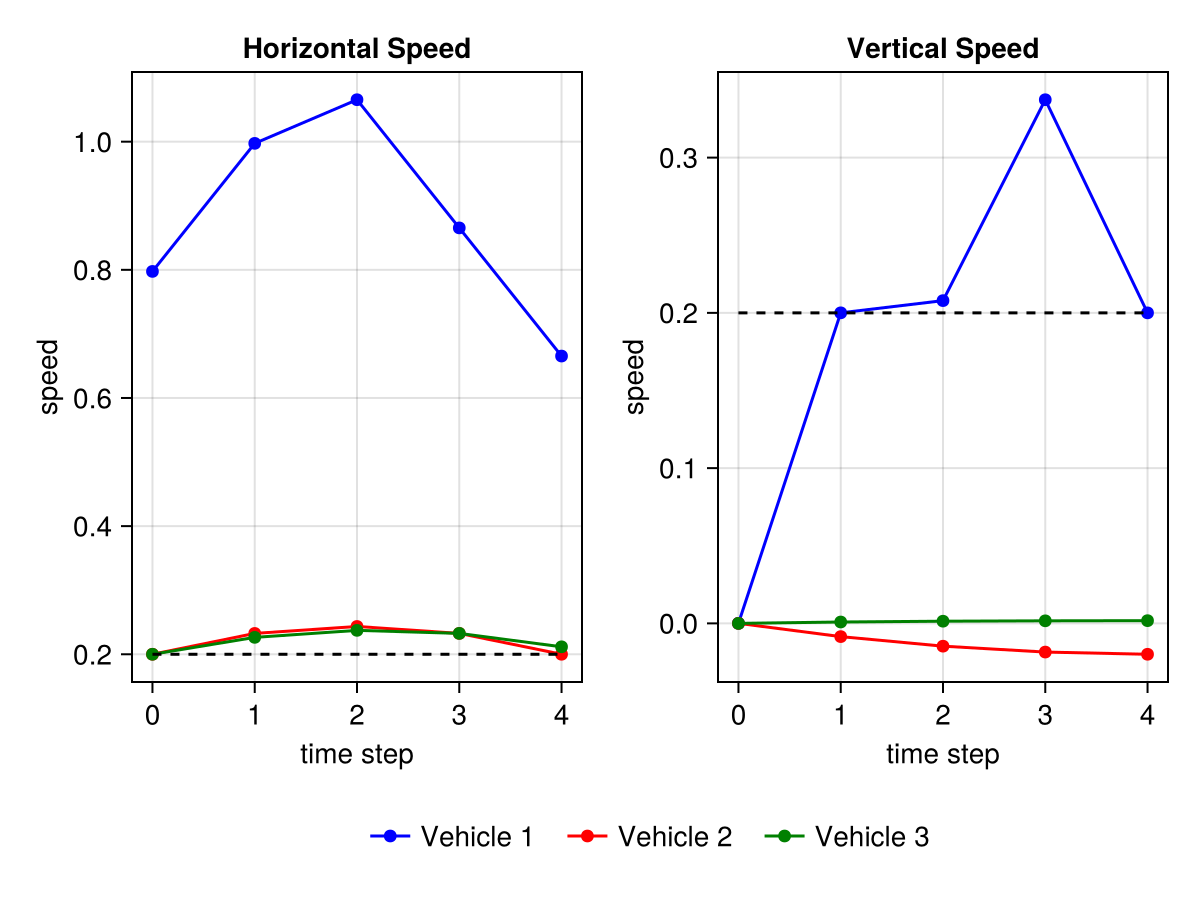 Horizontal Speed
1.0
0.8
0.6
0.4
0.2
speed
0 1 2 3 4
time step
Vertical Speed
0.3
0.2
0.1
0.0
speed
0 1 2 3 4
time step
Vehicle 1 Vehicle 2 Vehicle 3